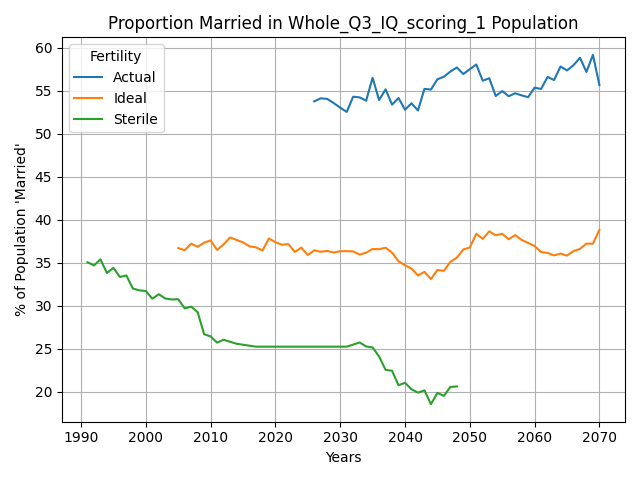 Proportion Married in Whole_Q3_IQ_scoring_1 Population
% of Population 'Married'
60
55
50
45
40
35
30
25
20
Fertility
Actual
Ideal
Sterile
1990 2000 2010 2020 2030 2040 2050 2060 2070
Years